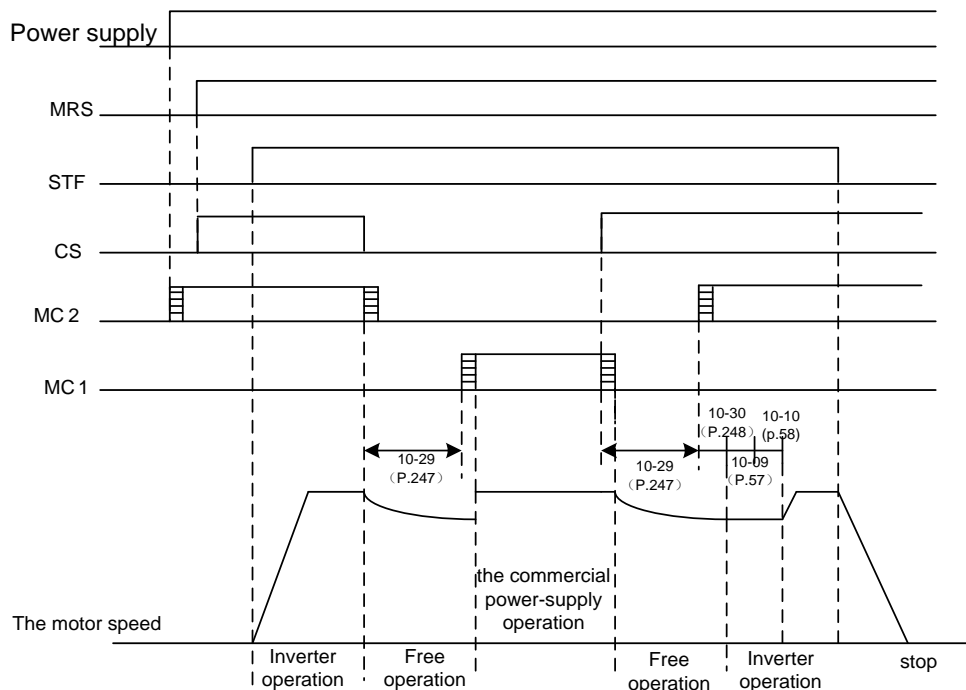 Power supply
MRS
STF
CS
MC 2
MC 1
10-30
（P.248）
10-10
(p.58)
10-29
（P.247）
10-29
（P.247）
10-09
（P.57）
the commercial
power-supply
operation
The motor speed
Inverter
operation
Free
operation
Free
operation
Inverter
operation
stop